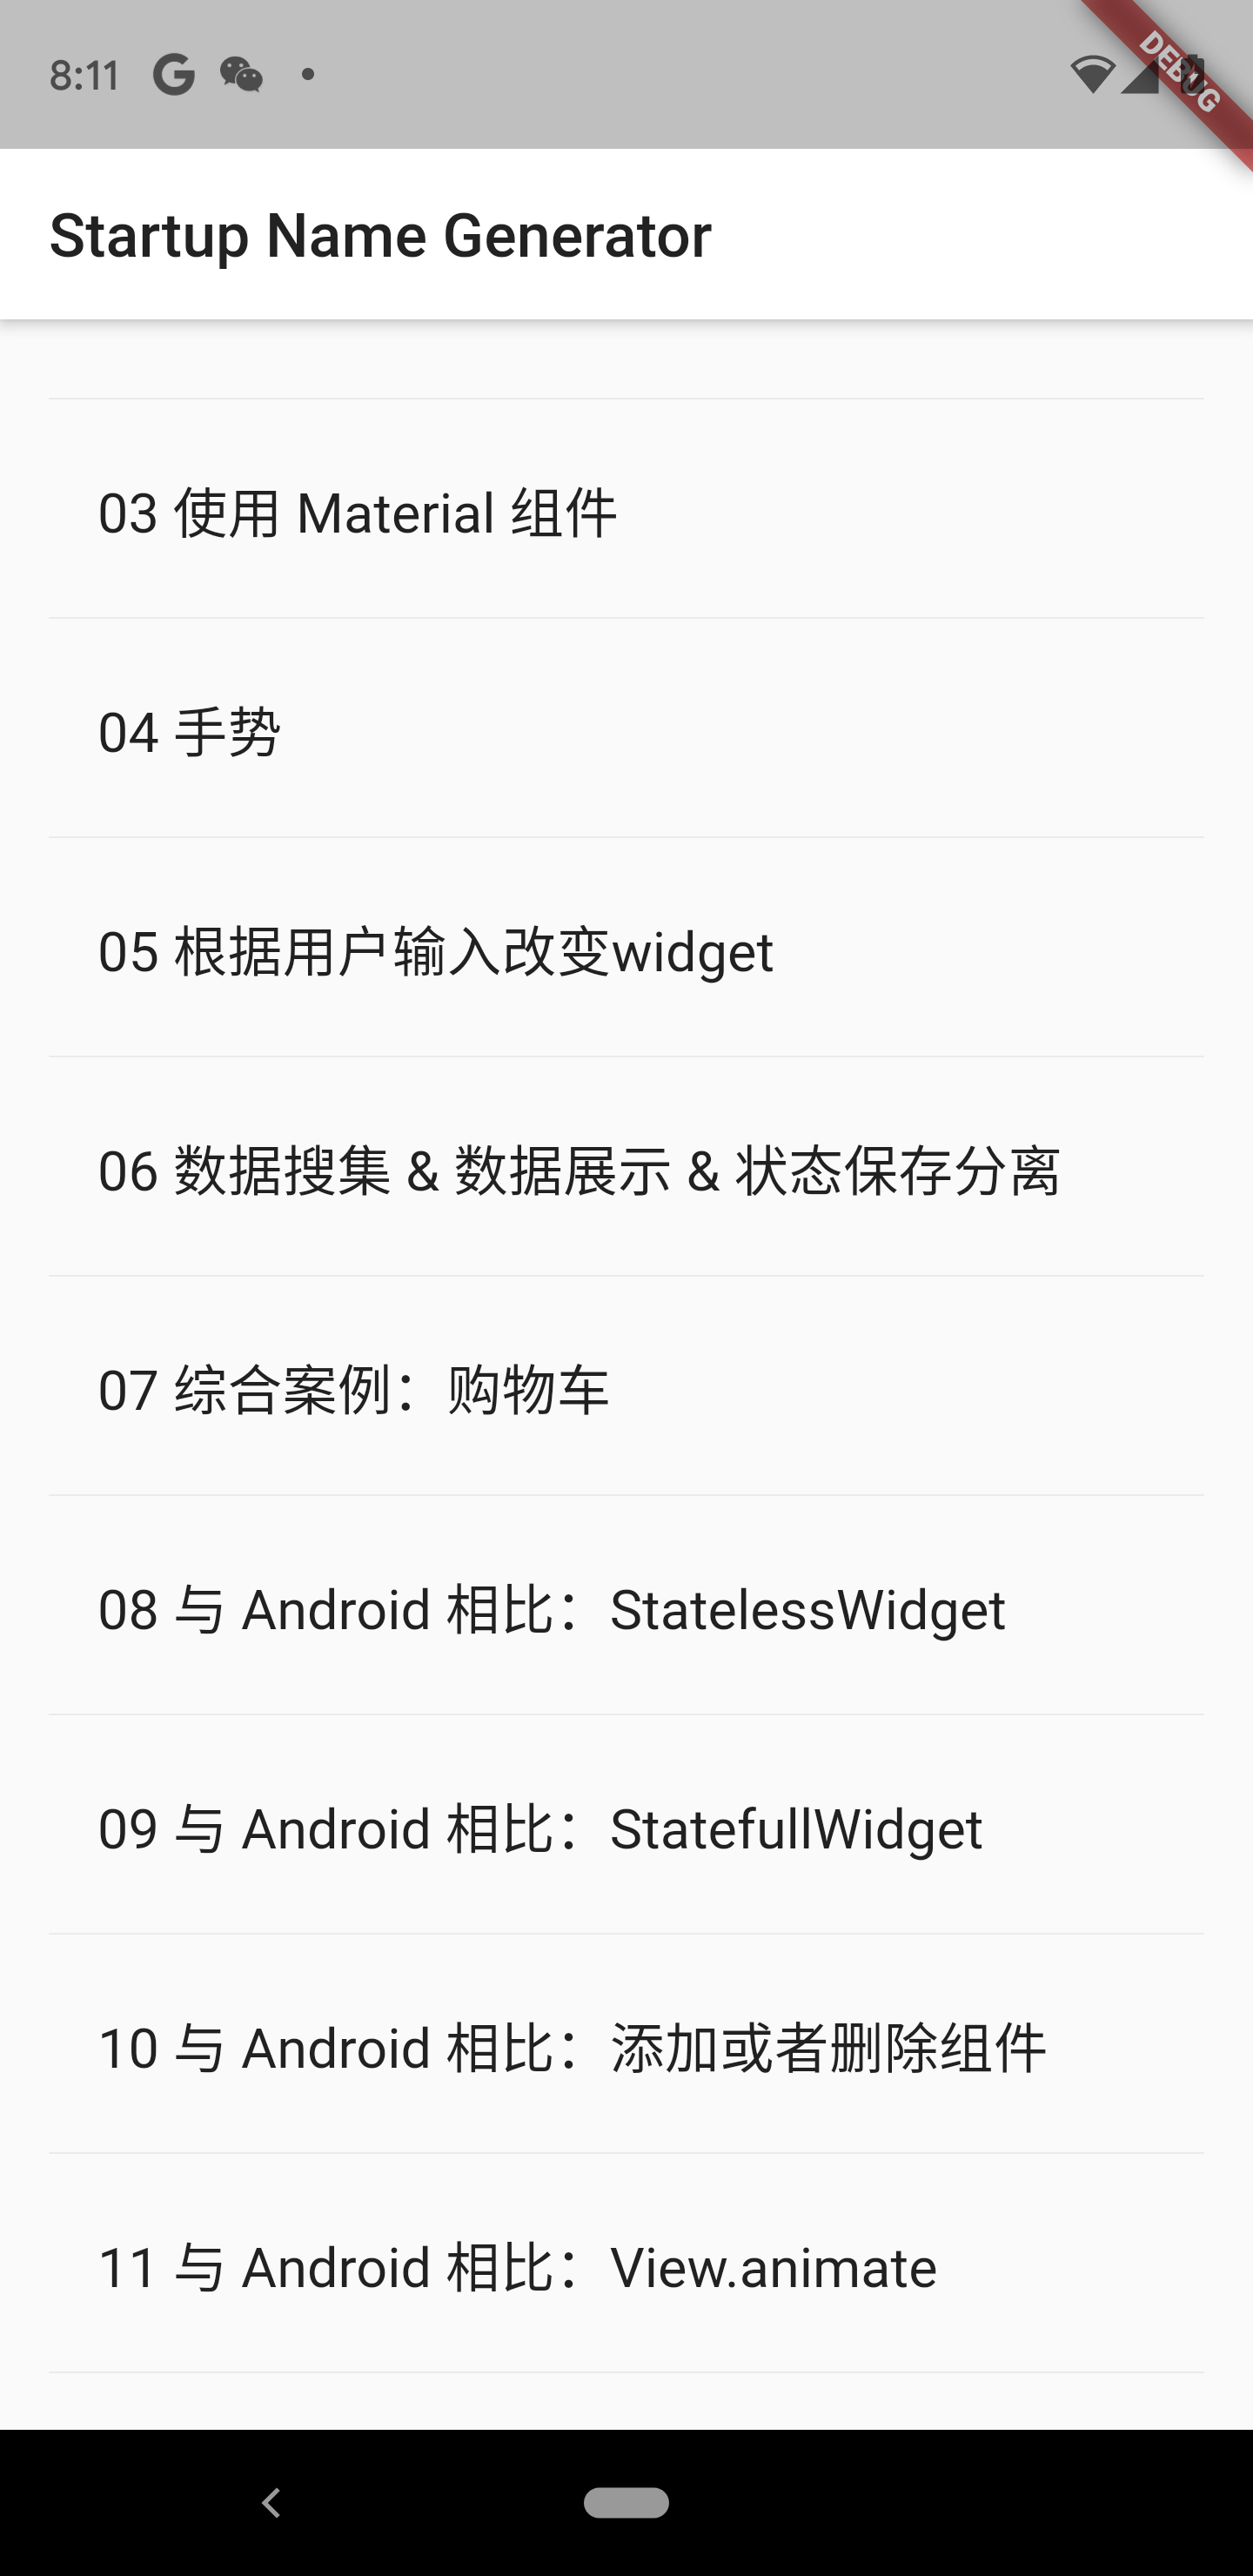 8:11
DEBUG
Startup Name Generator
03 使用 Material 组件
04 手势
05 根据用户输入改变widget
06 数据搜集 & 数据展示 & 状态保存分离
07 综合案例：购物车
08 与 Android 相比：StatelessWidget
09 与 Android 相比：StatefullWidget
10 与 Android 相比：添加或者删除组件
11 与 Android 相比：View.animate